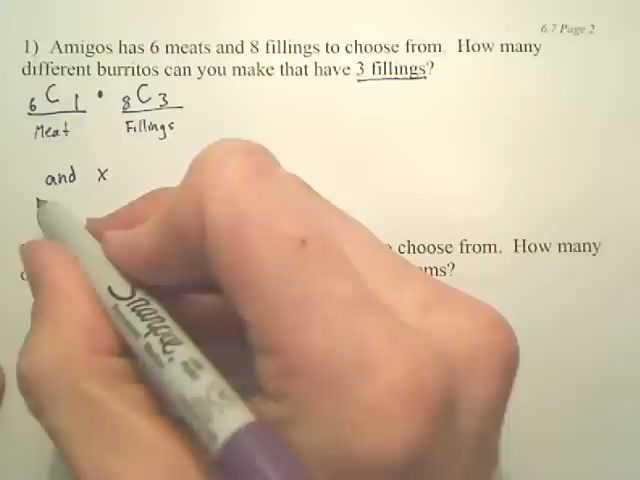 6.7 Page 2
1) Amigos has 6 meats and 8 fillings to choose from. How many
different burritos can you make that have 3 fillings?
6C1 • 8C3
Meat Fillings
and x
choose from. How many
ms?
Sharpie.